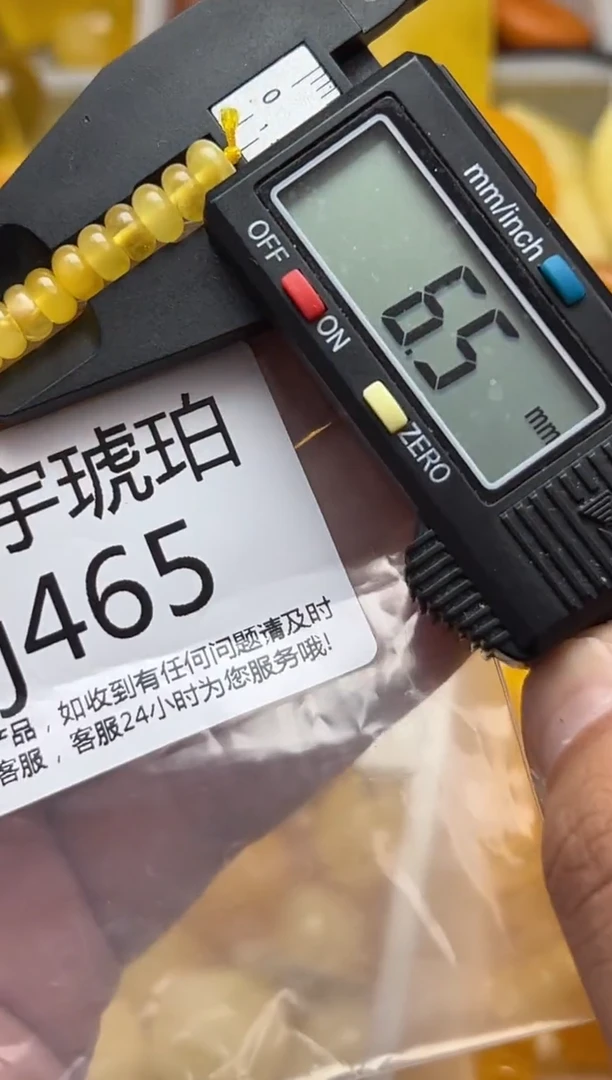 0
mm/inch
OFF
ON
6.5
mm
ZERO
宇琥珀
J465
产品，如收到有任何问题请及时
客服，客服24小时为您服务哦!